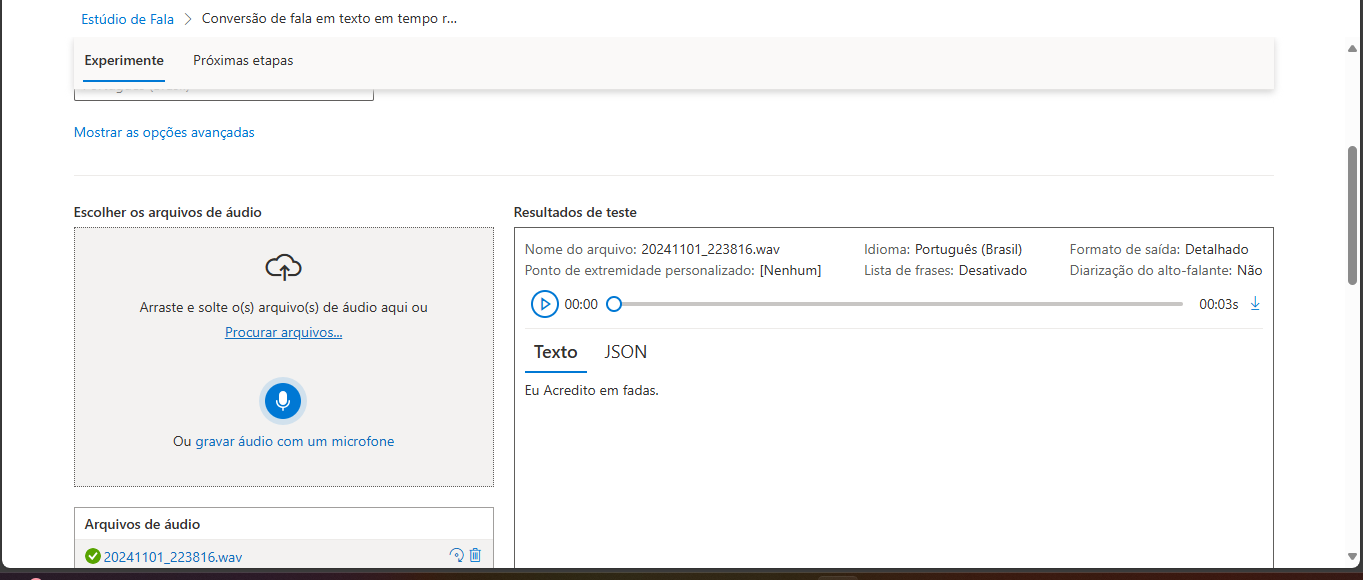 Estúdio de Fala > Conversão de fala em texto em tempo r...
Experimente Próximas etapas
Mostrar as opções avançadas
Escolher os arquivos de áudio
Arraste e solte o(s) arquivo(s) de áudio aqui ou
Procurar arquivos...
Ou gravar áudio com um microfone
Arquivos de áudio
20241101_223816.wav
Resultados de teste
Nome do arquivo: 20241101_223816.wav Idioma: Português (Brasil) Formato de saída: Detalhado
Ponto de extremidade personalizado: [Nenhum] Lista de frases: Desativado Diarização do alto-falante: Não
00:00 00:03s
Texto JSON
Eu Acredito em fadas.